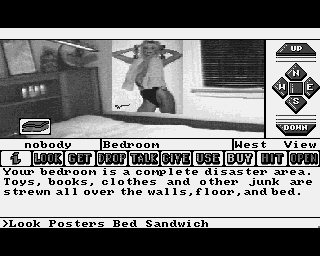 UP
N
W E
S
DOWN
nobody Bedroom West View
i LOOK GET DROP TALK GIVE USE BUY HIT OPEN
Your bedroom is a complete disaster area.
Toys, books, clothes and other junk are
strewn all over the walls,floor,and bed.
>Look Posters Bed Sandwich